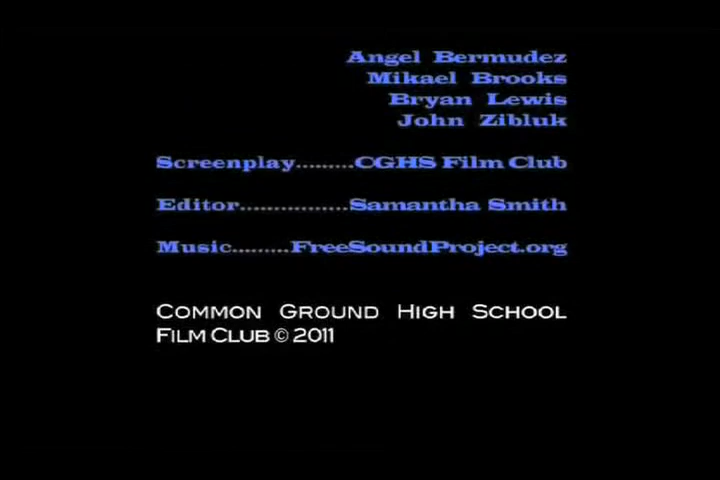 Angel Bermudez
Mikael Brooks
Bryan Lewis
John Zibluk
Screenplay.........CGHS Film Club
Editor................Samantha Smith
Music.........FreeSoundProject.org
COMMON GROUND HIGH SCHOOL
FILM CLUB © 2011